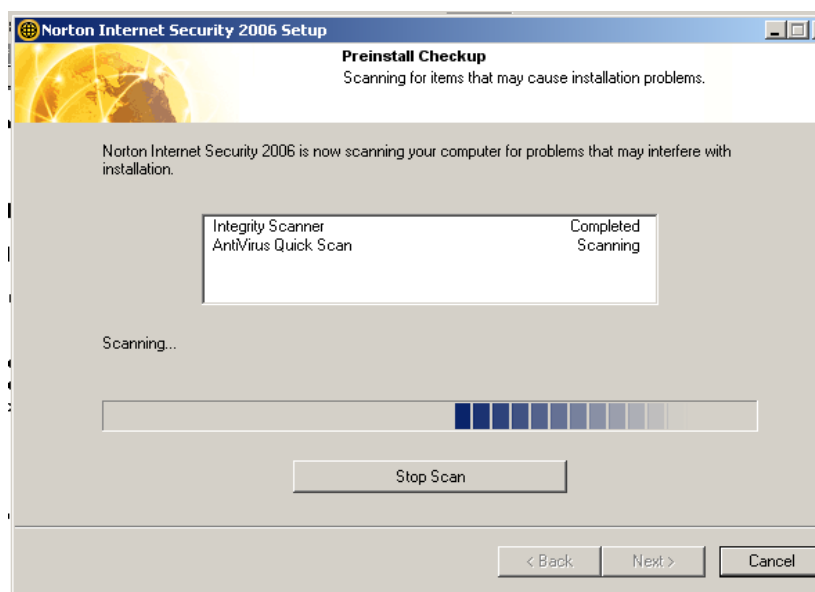 Norton Internet Security 2006 Setup
Preinstall Checkup
Scanning for items that may cause installation problems.
Norton Internet Security 2006 is now scanning your computer for problems that may interfere with
installation.
Integrity Scanner Completed
AntiVirus Quick Scan Scanning
Scanning...
Stop Scan
< Back Next > Cancel